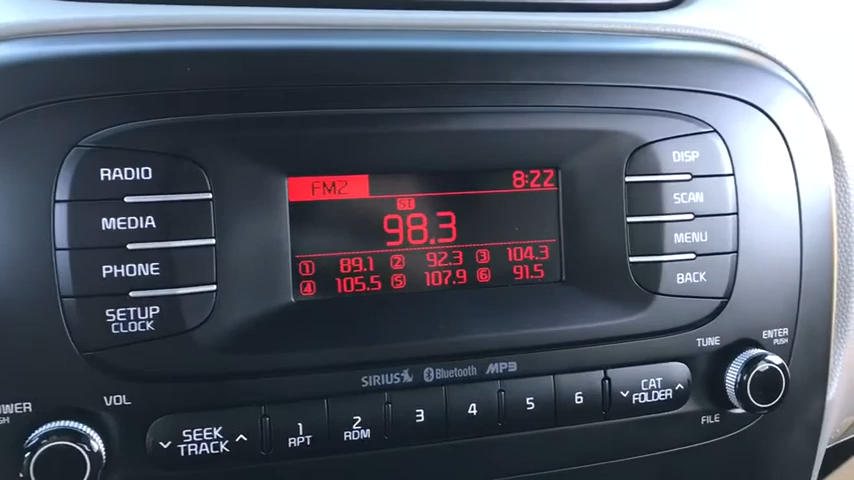 RADIO
MEDIA
PHONE
SETUP
CLOCK
FM2 8:22
ST
98.3
1 89.1 2 92.3 3 104.3
4 105.5 5 107.9 6 91.5
DISP
SCAN
MENU
BACK
SIRIUS Bluetooth MP3
TUNE
ENTER
PUSH
VOL
SEEK
TRACK
1
RPT
2
RDM
3
4
5
6
CAT
FOLDER
FILE